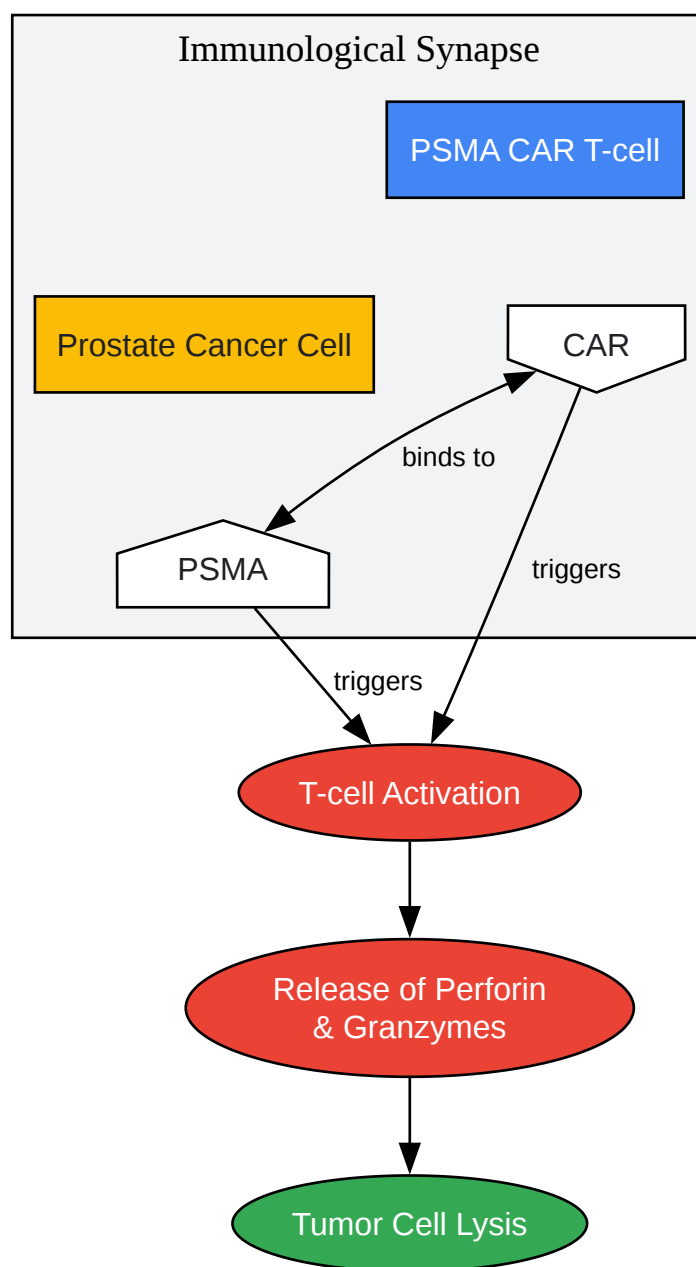 Immunological Synapse
PSMA CAR T-cell
Prostate Cancer Cell
CAR
binds to
PSMA
triggers
triggers
T-cell Activation
Release of Perforin
& Granzymes
Tumor Cell Lysis